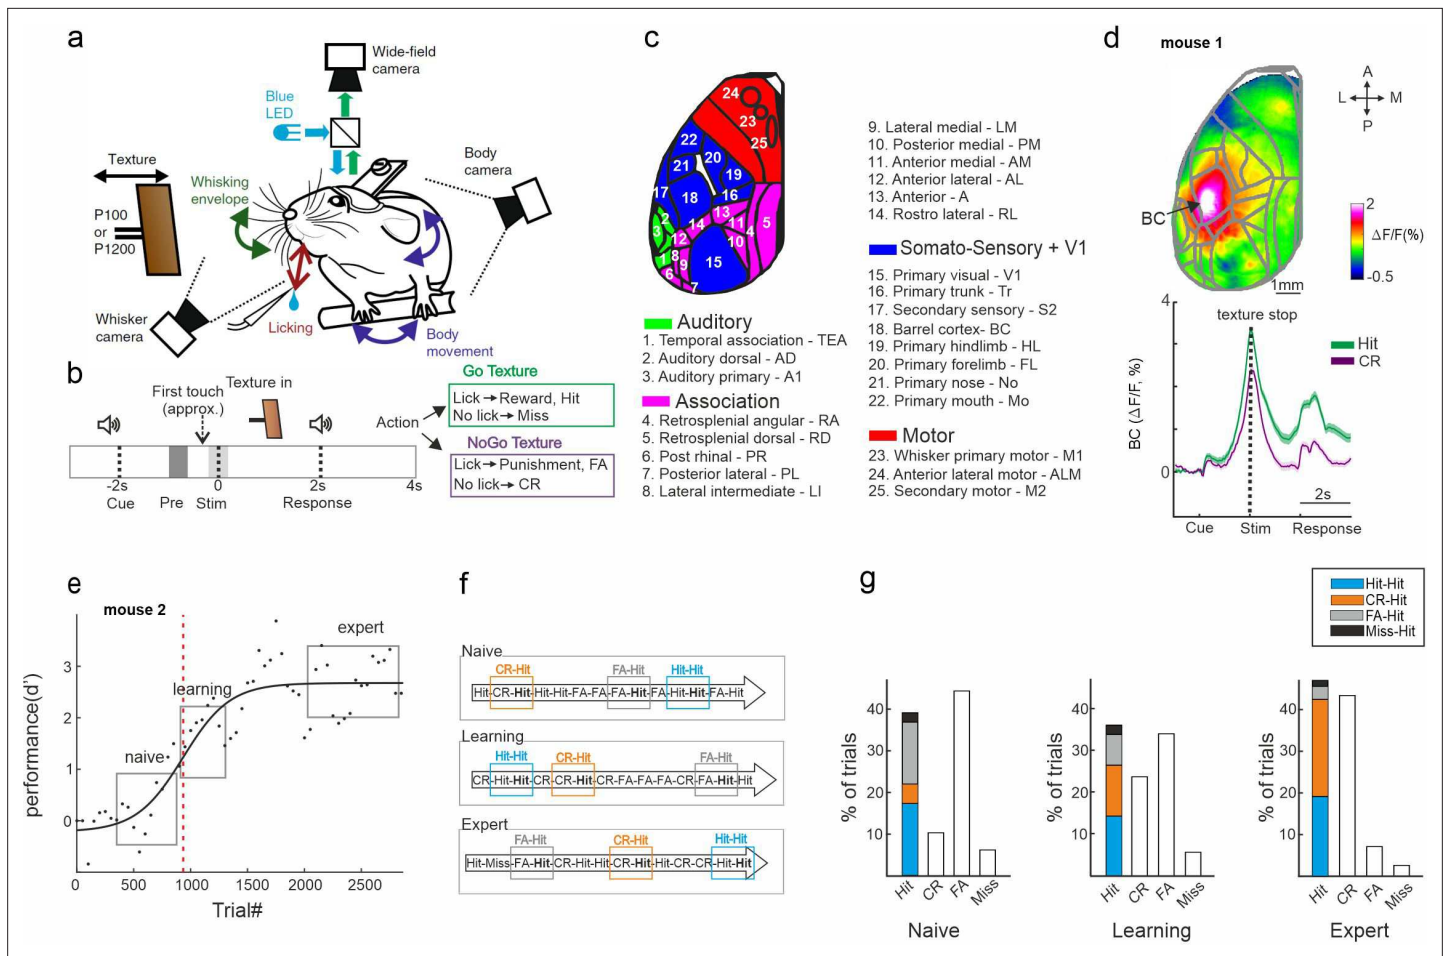 a
Wide-field
camera
Blue
LED
Texture
Whisking
envelope
Body
camera
P100
or
P1200
Whisker
camera
Licking
Body
movement
b
First touch
(approx.)
Texture in
Action
Go Texture
Lick→Reward, Hit
No lick→Miss
NoGo Texture
Lick→Punishment, FA
No lick→CR
-2s 0 2s 4s
Cue Pre Stim Response
c
24
23
25
22
21
20
19
17
18
16
2
3
13
14
11
4
5
12
10
1
8
9
6
15
7
Auditory
1. Temporal association - TEA
2. Auditory dorsal - AD
3. Auditory primary - A1
Association
4. Retrosplenial angular - RA
5. Retrosplenial dorsal - RD
6. Post rhinal - PR
7. Posterior lateral - PL
8. Lateral intermediate - LI
9. Lateral medial - LM
10. Posterior medial - PM
11. Anterior medial - AM
12. Anterior lateral - AL
13. Anterior - A
14. Rostro lateral - RL
Somato-Sensory + V1
15. Primary visual - V1
16. Primary trunk - Tr
17. Secondary sensory - S2
18. Barrel cortex- BC
19. Primary hindlimb - HL
20. Primary forelimb - FL
21. Primary nose - No
22. Primary mouth - Mo
Motor
23. Whisker primary motor - M1
24. Anterior lateral motor - ALM
25. Secondary motor - M2
d
mouse 1
A
L M
P
BC
2
ΔF/F(%)
-0.5
1mm
4
texture stop
Hit
CR
BC (ΔF/F, %)
0
2s
Cue Stim Response
e
mouse 2
expert
learning
naive
performance(d')
3
2
1
0
0 500 1000 1500 2000 2500
Trial#
f
Naive
CR-Hit FA-Hit Hit-Hit
Hit-CR-Hit-Hit-Hit-FA-FA-FA-Hit-FA-Hit-Hit-FA-Hit
Learning
Hit-Hit CR-Hit FA-Hit
CR-Hit-Hit-CR-CR-Hit-CR-FA-FA-FA-CR-FA-Hit-Hit
Expert
FA-Hit CR-Hit Hit-Hit
Hit-Miss-FA-Hit-CR-Hit-Hit-CR-Hit-Hit-CR-CR-Hit-Hit
g
Hit-Hit
CR-Hit
FA-Hit
Miss-Hit
% of trials
40
30
20
10
Hit CR FA Miss
Naive
% of trials
40
30
20
10
Hit CR FA Miss
Learning
% of trials
40
30
20
10
Hit CR FA Miss
Expert